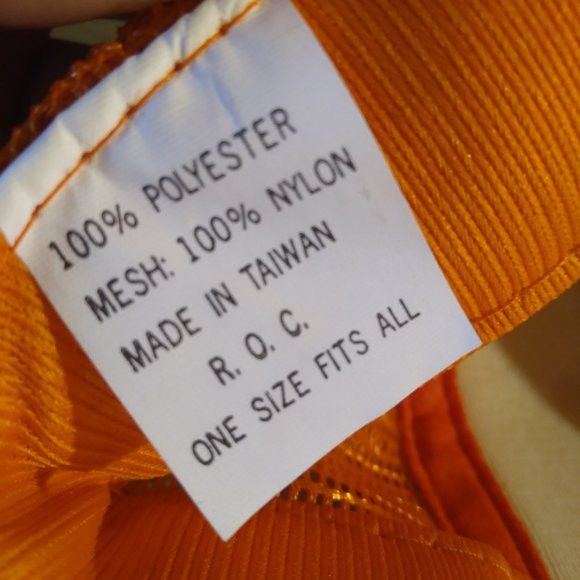 100% POLYESTER
MESH: 100% NYLON
MADE IN TAIWAN
R. O. C.
ONE SIZE FITS ALL